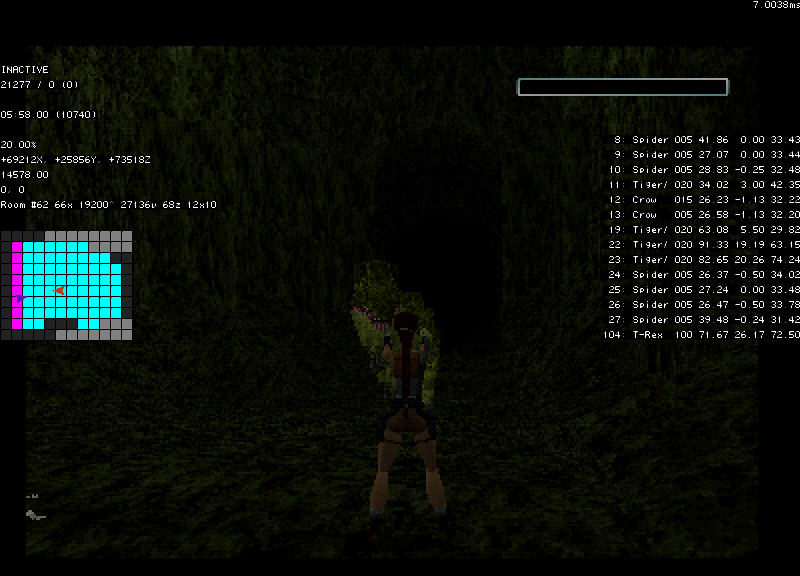 7.0038ms
INACTIVE
21277 / 0 (0)
05:58.00 (10740)
20.00%
+69212X, +25856Y, +73518Z
14578.00
0, 0
Room #62 66x 19200^ 27136v 68z 12x10
8: Spider 005 41.86 0.00 33.43
9: Spider 005 27.07 0.00 33.44
10: Spider 005 28.83 -0.25 32.48
11: Tiger/ 020 34.02 3.00 42.35
12: Crow 015 26.23 -1.13 32.22
13: Crow 005 26.58 -1.13 32.20
19: Tiger/ 020 63.08 5.50 29.82
22: Tiger/ 020 91.33 19.19 63.15
23: Tiger/ 020 82.65 20.26 74.24
24: Spider 005 26.37 -0.50 34.02
25: Spider 005 27.24 0.00 33.48
26: Spider 005 26.47 -0.50 33.78
27: Spider 005 39.48 -0.24 31.42
104: T-Rex 100 71.67 26.17 72.50